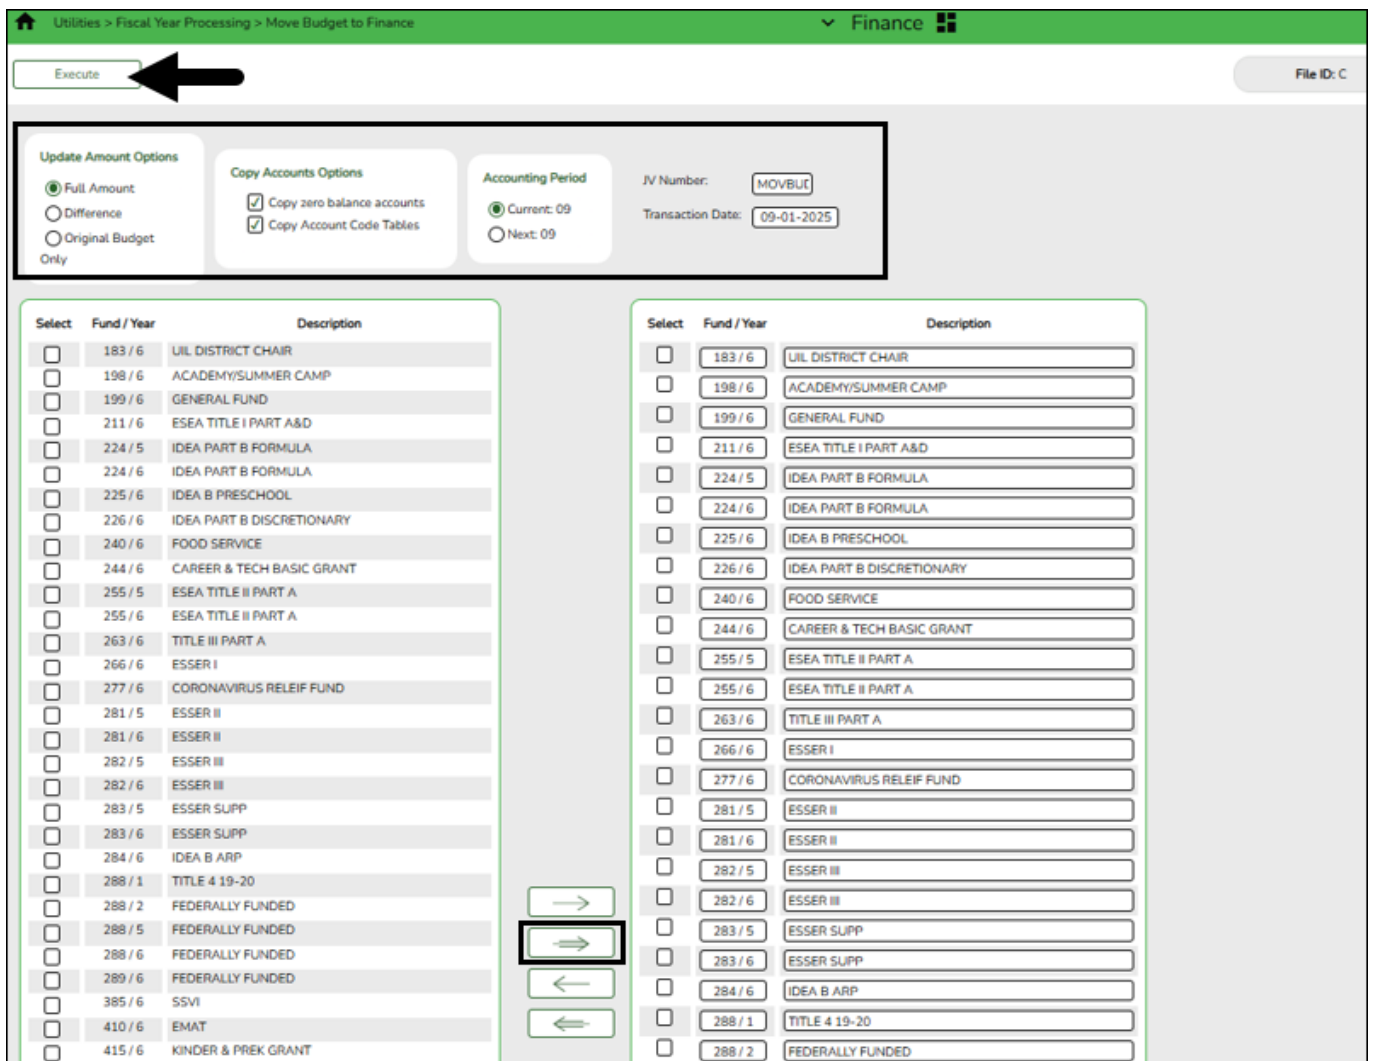 Utilities > Fiscal Year Processing > Move Budget to Finance
Finance
Execute
File ID: C
Update Amount Options
Full Amount
Difference
Original Budget
Only
Copy Accounts Options
Copy zero balance accounts
Copy Account Code Tables
Accounting Period
Current: 09
Next: 09
JV Number: MOVBUD
Transaction Date: 09-01-2025
Select Fund / Year Description
183 / 6 UIL DISTRICT CHAIR
198 / 6 ACADEMY/SUMMER CAMP
199 / 6 GENERAL FUND
211 / 6 ESEA TITLE I PART A&D
224 / 5 IDEA PART B FORMULA
224 / 6 IDEA PART B FORMULA
225 / 6 IDEA B PRESCHOOL
226 / 6 IDEA PART B DISCRETIONARY
240 / 6 FOOD SERVICE
244 / 6 CAREER & TECH BASIC GRANT
255 / 5 ESEA TITLE II PART A
255 / 6 ESEA TITLE II PART A
263 / 6 TITLE III PART A
266 / 6 ESSER I
277 / 6 CORONAVIRUS RELEIF FUND
281 / 5 ESSER II
281 / 6 ESSER II
282 / 5 ESSER III
282 / 6 ESSER III
283 / 5 ESSER SUPP
283 / 6 ESSER SUPP
284 / 6 IDEA B ARP
288 / 1 TITLE 4 19-20
288 / 2 FEDERALLY FUNDED
288 / 5 FEDERALLY FUNDED
288 / 6 FEDERALLY FUNDED
289 / 6 FEDERALLY FUNDED
385 / 6 SSVI
410 / 6 EMAT
415 / 6 KINDER & PREK GRANT
Select Fund / Year Description
183 / 6 UIL DISTRICT CHAIR
198 / 6 ACADEMY/SUMMER CAMP
199 / 6 GENERAL FUND
211 / 6 ESEA TITLE I PART A&D
224 / 5 IDEA PART B FORMULA
224 / 6 IDEA PART B FORMULA
225 / 6 IDEA B PRESCHOOL
226 / 6 IDEA PART B DISCRETIONARY
240 / 6 FOOD SERVICE
244 / 6 CAREER & TECH BASIC GRANT
255 / 5 ESEA TITLE II PART A
255 / 6 ESEA TITLE II PART A
263 / 6 TITLE III PART A
266 / 6 ESSER I
277 / 6 CORONAVIRUS RELEIF FUND
281 / 5 ESSER II
281 / 6 ESSER II
282 / 5 ESSER III
282 / 6 ESSER III
283 / 5 ESSER SUPP
283 / 6 ESSER SUPP
284 / 6 IDEA B ARP
288 / 1 TITLE 4 19-20
288 / 2 FEDERALLY FUNDED